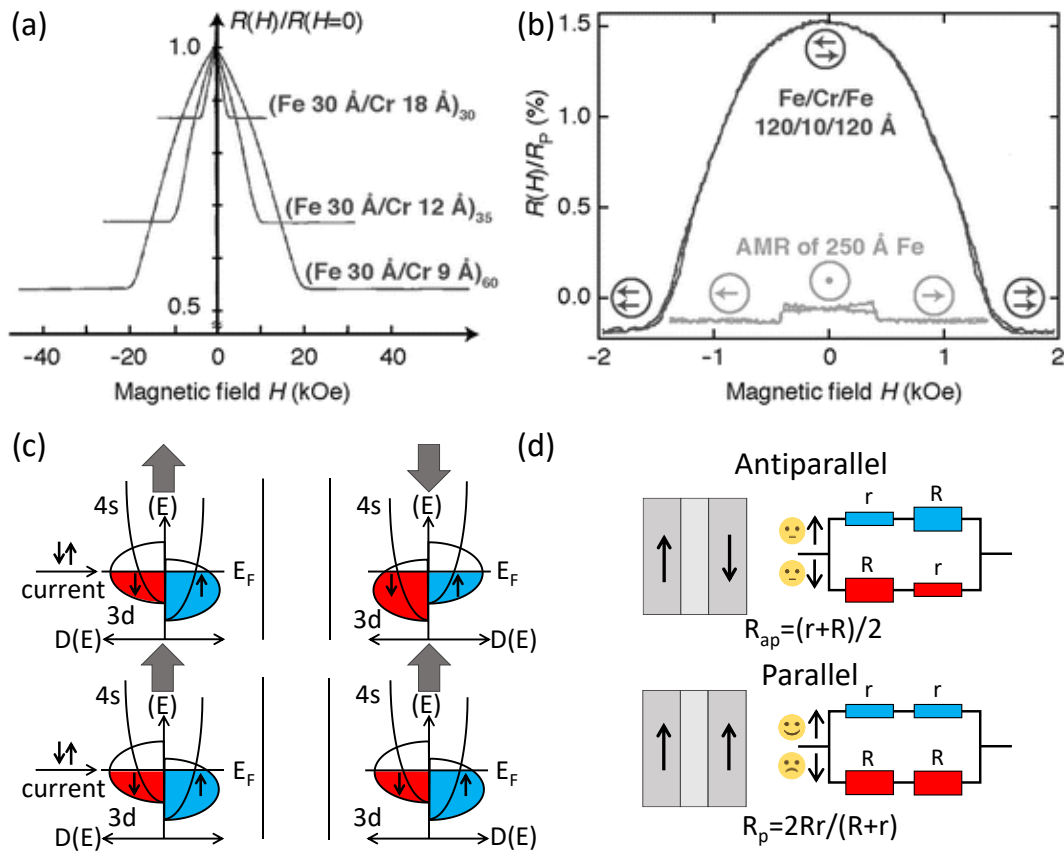 (a)
R(H)/R(H=0)
1.0
(Fe 30 Å/Cr 18 Å)30
(Fe 30 Å/Cr 12 Å)35
(Fe 30 Å/Cr 9 Å)60
0.5
-40 -20 0 20 40
Magnetic field H (kOe)
(b)
R(H)/RP (%)
1.5
1.0
0.5
0.0
Fe/Cr/Fe
120/10/120 Å
AMR of 250 Å Fe
-2 -1 0 1 2
Magnetic field H (kOe)
(c)
4s (E)
current
EF
3d
D(E)
4s (E)
EF
3d
D(E)
4s (E)
current
EF
3d
D(E)
4s (E)
EF
3d
D(E)
(d)
Antiparallel
r R
R r
Rap=(r+R)/2
Parallel
r r
R R
Rp=2Rr/(R+r)